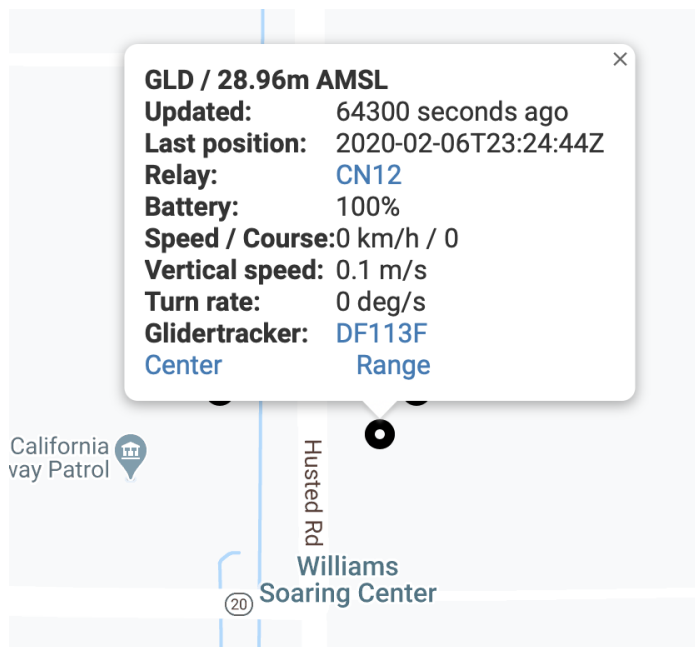 ×
GLD / 28.96m AMSL
Updated: 64300 seconds ago
Last position: 2020-02-06T23:24:44Z
Relay: CN12
Battery: 100%
Speed / Course:0 km/h / 0
Vertical speed: 0.1 m/s
Turn rate: 0 deg/s
Glidertracker: DF113F
Center Range
California
way Patrol
Husted Rd
Williams
Soaring Center
20